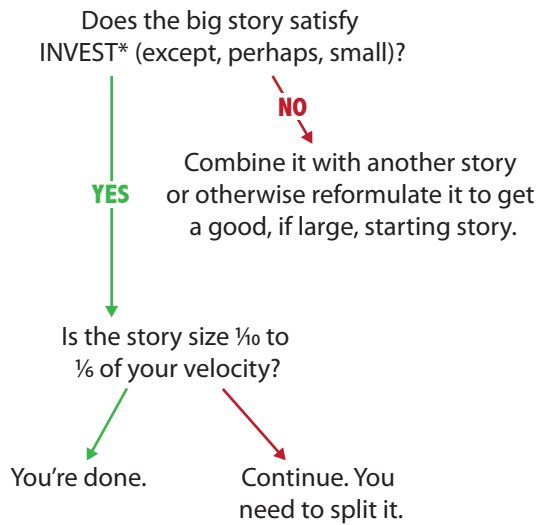 Does the big story satisfy
INVEST* (except, perhaps, small)?
NO
Combine it with another story
or otherwise reformulate it to get
a good, if large, starting story.
YES
Is the story size ⅒ to
⅙ of your velocity?
You’re done.
Continue. You
need to split it.